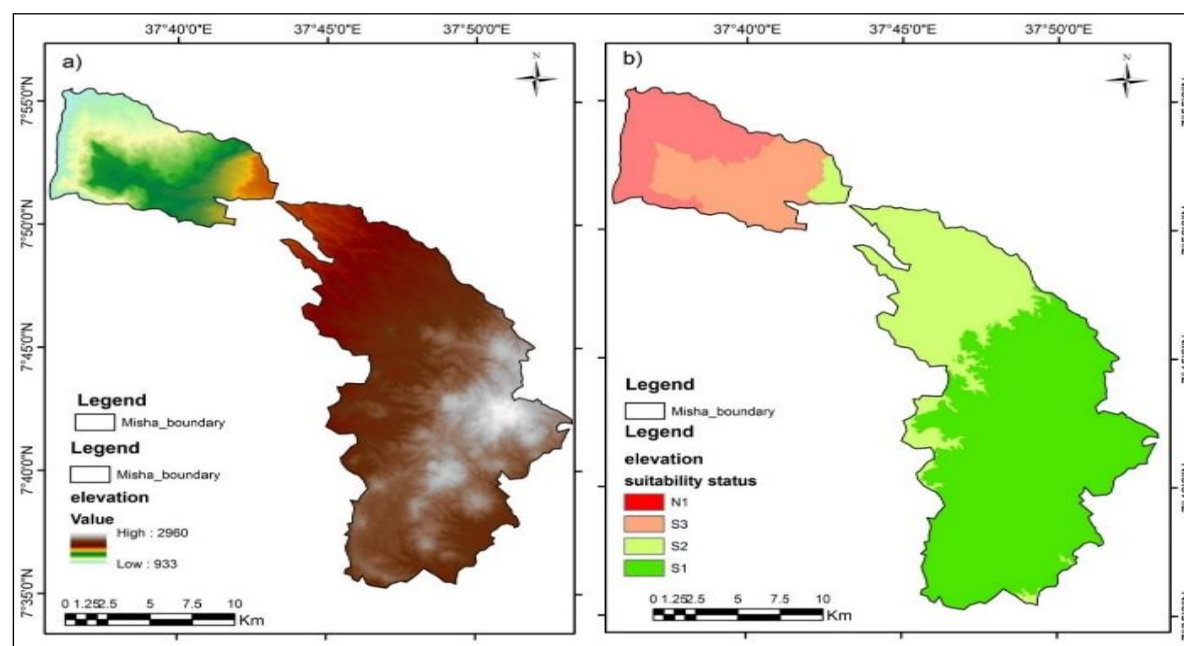 37°40'0"E 37°45'0"E 37°50'0"E
a)
N
7°55'0"N
7°50'0"N
7°45'0"N
7°40'0"N
7°35'0"N
Legend
Misha_boundary
Legend
Misha_boundary
elevation
Value
High : 2960
Low : 933
0 1.25 2.5 5 7.5 10
Km
37°40'0"E 37°45'0"E 37°50'0"E
b)
N
Legend
Misha_boundary
Legend
elevation
suitability status
N1
S3
S2
S1
0 1.25 2.5 5 7.5 10
Km